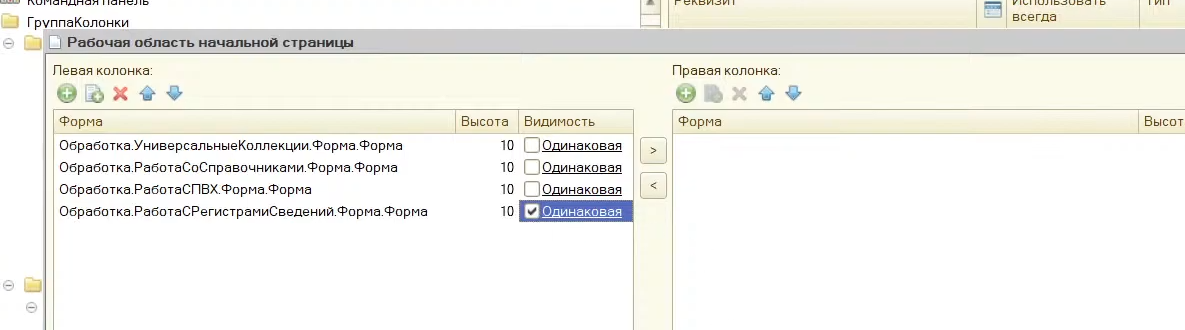 Командная панель
Реквизит
Использовать
всегда
Тип
ГруппаКолонки
Рабочая область начальной страницы
Левая колонка:
Правая колонка:
Форма Высота Видимость
Форма Высот
Обработка.УниверсальныеКоллекции.Форма.Форма 10 Одинаковая
Обработка.РаботаСоСправочниками.Форма.Форма 10 Одинаковая
Обработка.РаботаСПВХ.Форма.Форма 10 Одинаковая
Обработка.РаботаСРегистрамиСведений.Форма.Форма 10 Одинаковая
>
<